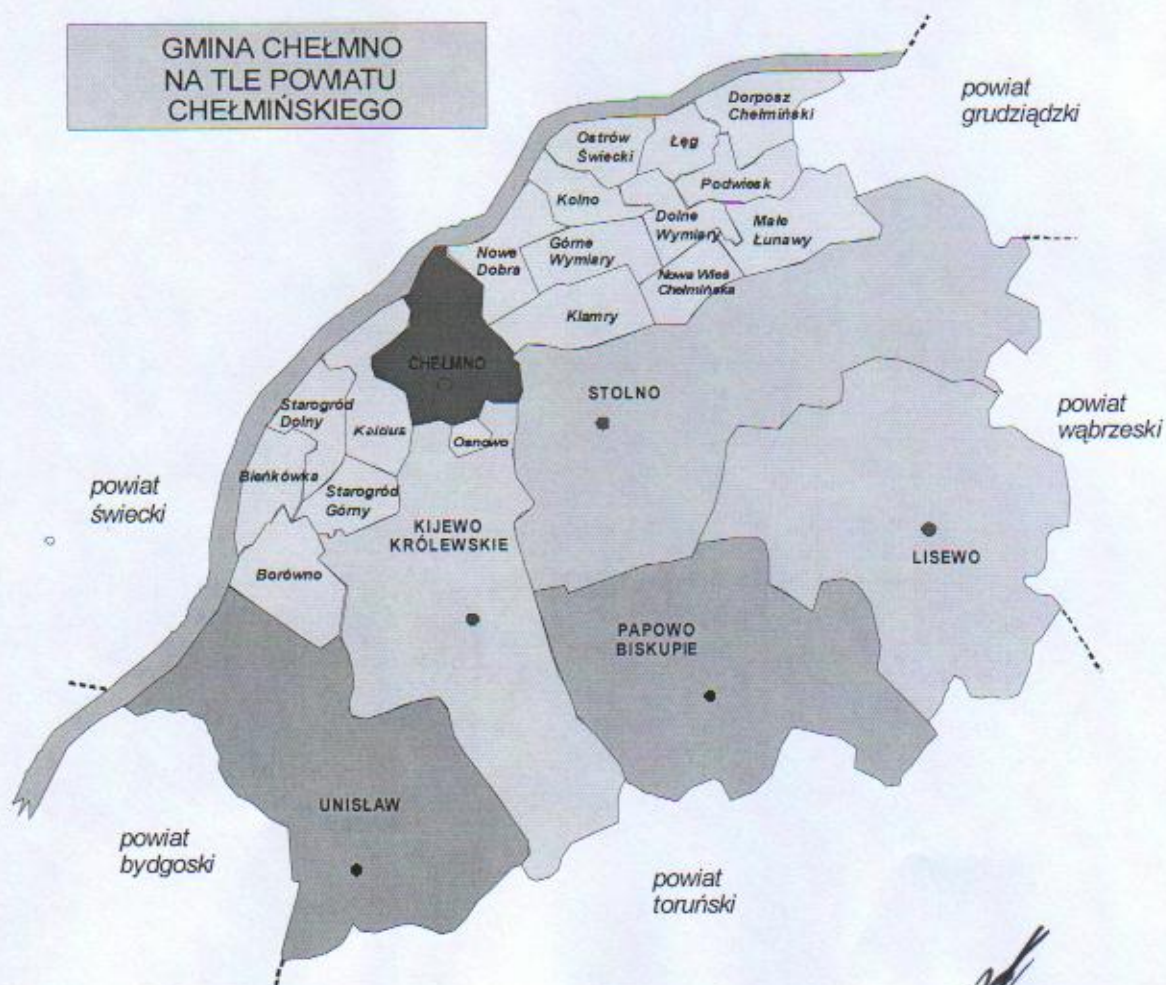 GMINA CHEŁMNO
NA TLE POWIATU
CHEŁMIŃSKIEGO
powiat
grudziądzki
Dorposz
Chełmiński
Ostrów
Świecki
Łęg
Podwiesk
Kolno
Dolne
Wymiary
Małe
Łunawy
Nowe
Dobra
Górne
Wymiary
Nowa Wieś
Chełmińska
Klamry
CHEŁMNO
STOLNO
powiat
wąbrzeski
Starogród
Dolny
Kałdus
Osnowo
Bieńkówka
Starogród
Górny
powiat
świecki
KIJEWO
KRÓLEWSKIE
LISEWO
Borówno
PAPOWO
BISKUPIE
UNISŁAW
powiat
bydgoski
powiat
toruński